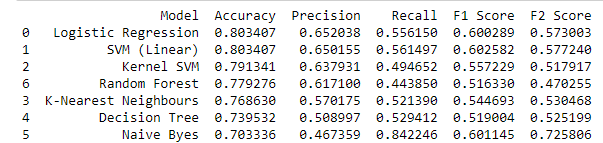 Model Accuracy Precision Recall F1 Score F2 Score
0 Logistic Regression 0.803407 0.652038 0.556150 0.600289 0.573003
1 SVM (Linear) 0.803407 0.650155 0.561497 0.602582 0.577240
2 Kernel SVM 0.791341 0.637931 0.494652 0.557229 0.517917
6 Random Forest 0.779276 0.617100 0.443850 0.516330 0.470255
3 K-Nearest Neighbours 0.768630 0.570175 0.521390 0.544693 0.530468
4 Decision Tree 0.739532 0.508997 0.529412 0.519004 0.525199
5 Naive Byes 0.703336 0.467359 0.842246 0.601145 0.725806